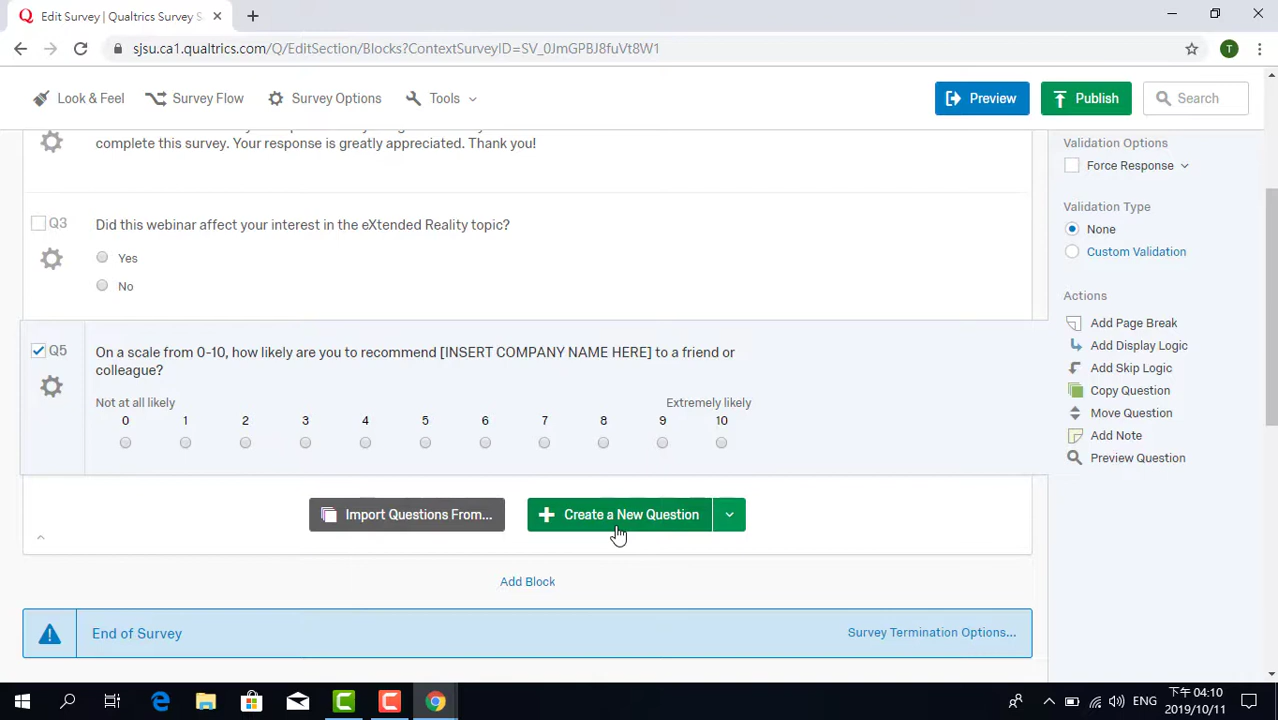 Edit Survey | Qualtrics Survey S
sjsu.ca1.qualtrics.com/Q/EditSection/Blocks?ContextSurveyID=SV_0JmGPBJ8fuVt8W1
T
Look & Feel
Survey Flow
Survey Options
Tools
Preview
Publish
Search
complete this survey. Your response is greatly appreciated. Thank you!
Q3
Did this webinar affect your interest in the eXtended Reality topic?
Yes
No
Q5
On a scale from 0-10, how likely are you to recommend [INSERT COMPANY NAME HERE] to a friend or
colleague?
Not at all likely Extremely likely
0 1 2 3 4 5 6 7 8 9 10
Import Questions From...
Create a New Question
Add Block
End of Survey
Survey Termination Options...
Validation Options
Force Response
Validation Type
None
Custom Validation
Actions
Add Page Break
Add Display Logic
Add Skip Logic
Copy Question
Move Question
Add Note
Preview Question
ENG
下午 04:10
2019/10/11